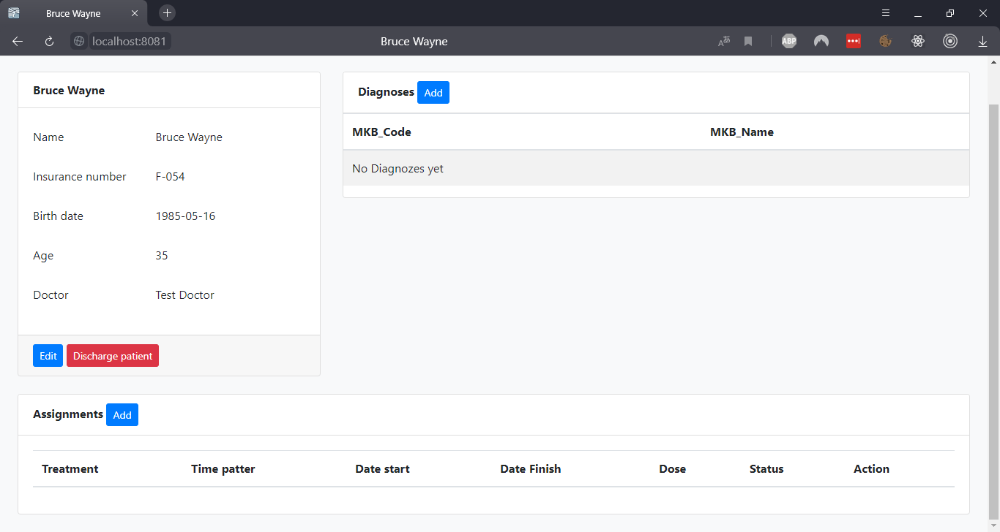 Bruce Wayne
localhost:8081
Bruce Wayne
ABP
Bruce Wayne
Name Bruce Wayne
Insurance number F-054
Birth date 1985-05-16
Age 35
Doctor Test Doctor
Edit Discharge patient
Diagnoses Add
MKB_Code MKB_Name
No Diagnozes yet
Assignments Add
Treatment Time patter Date start Date Finish Dose Status Action